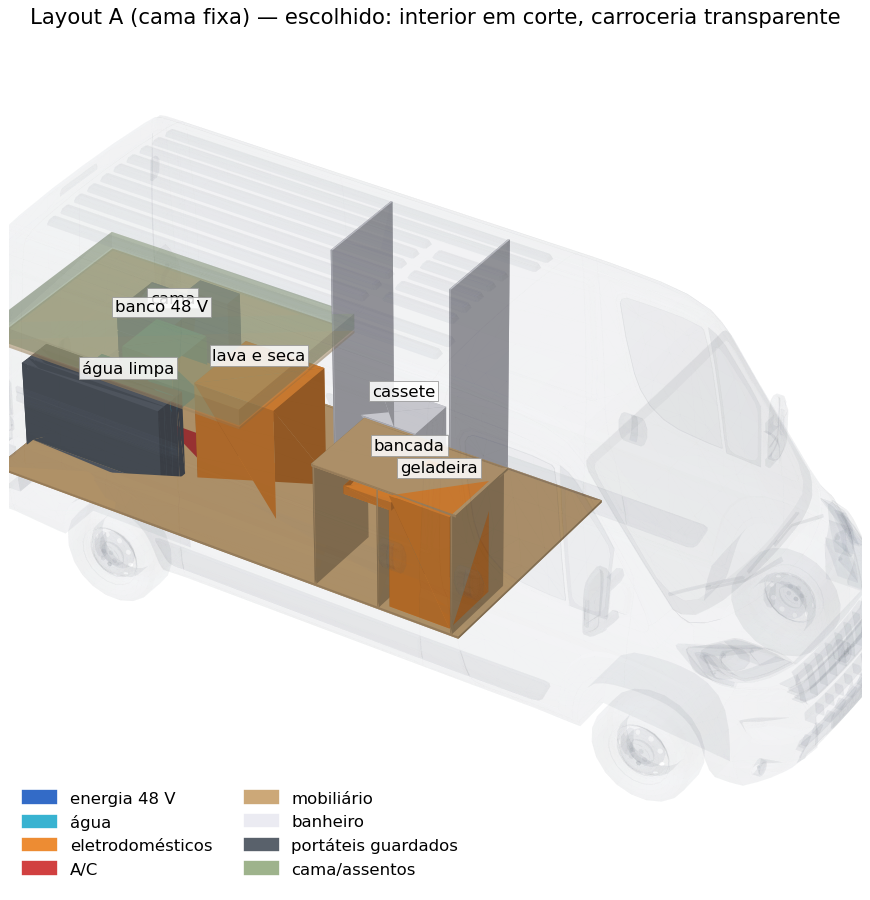 Layout A (cama fixa) — escolhido: interior em corte, carroceria transparente
cama
banco 48 V
lava e seca
água limpa
cassete
bancada
geladeira
energia 48 V
água
eletrodomésticos
A/C
mobiliário
banheiro
portáteis guardados
cama/assentos